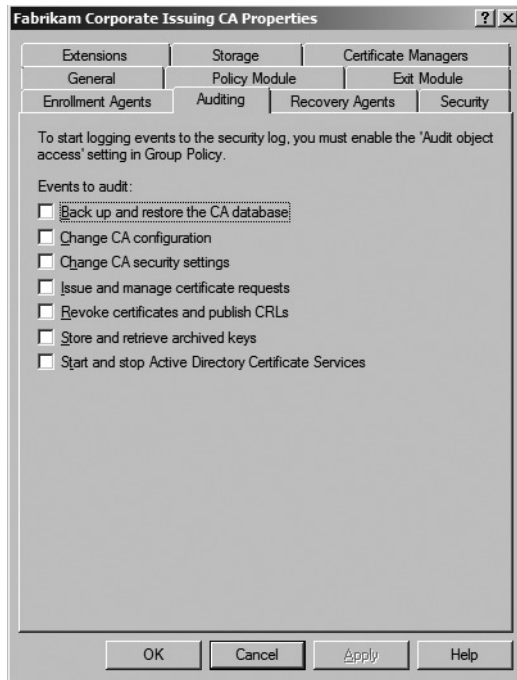 Fabrikam Corporate Issuing CA Properties
Extensions Storage Certificate Managers
General Policy Module Exit Module
Enrollment Agents Auditing Recovery Agents Security
To start logging events to the security log, you must enable the 'Audit object
access' setting in Group Policy.
Events to audit:
Back up and restore the CA database
Change CA configuration
Change CA security settings
Issue and manage certificate requests
Revoke certificates and publish CRLs
Store and retrieve archived keys
Start and stop Active Directory Certificate Services
OK Cancel Apply Help